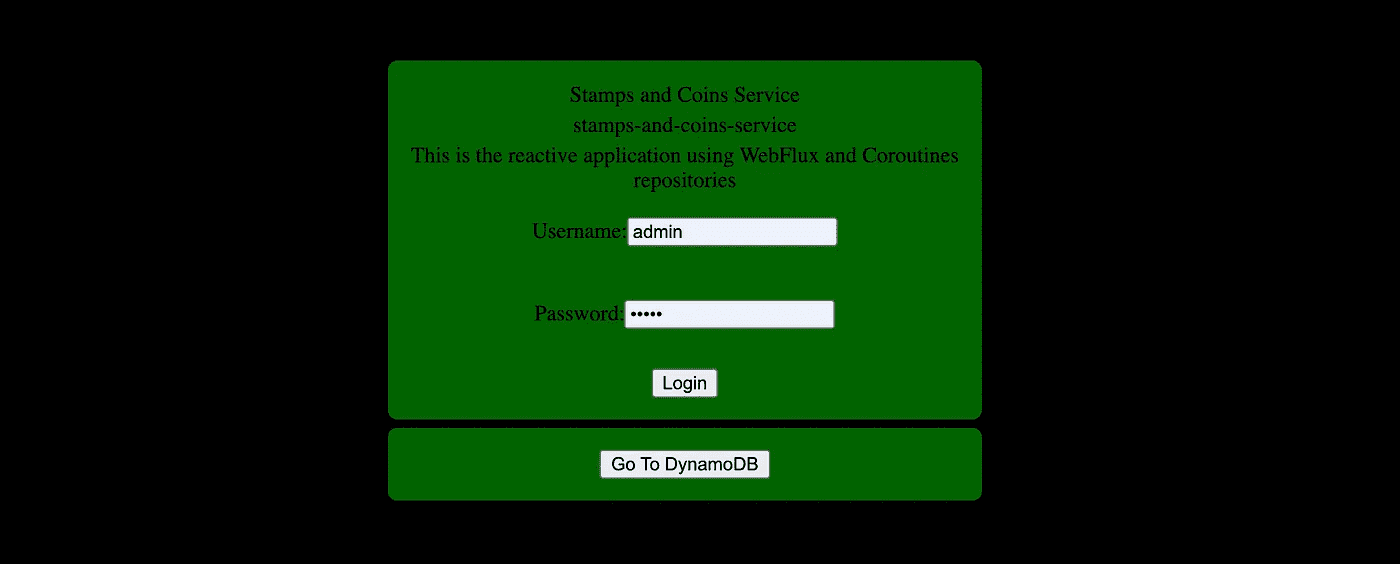 Stamps and Coins Service
stamps-and-coins-service
This is the reactive application using WebFlux and Coroutines
repositories
Username: admin
Password: •••••
Login
Go To DynamoDB